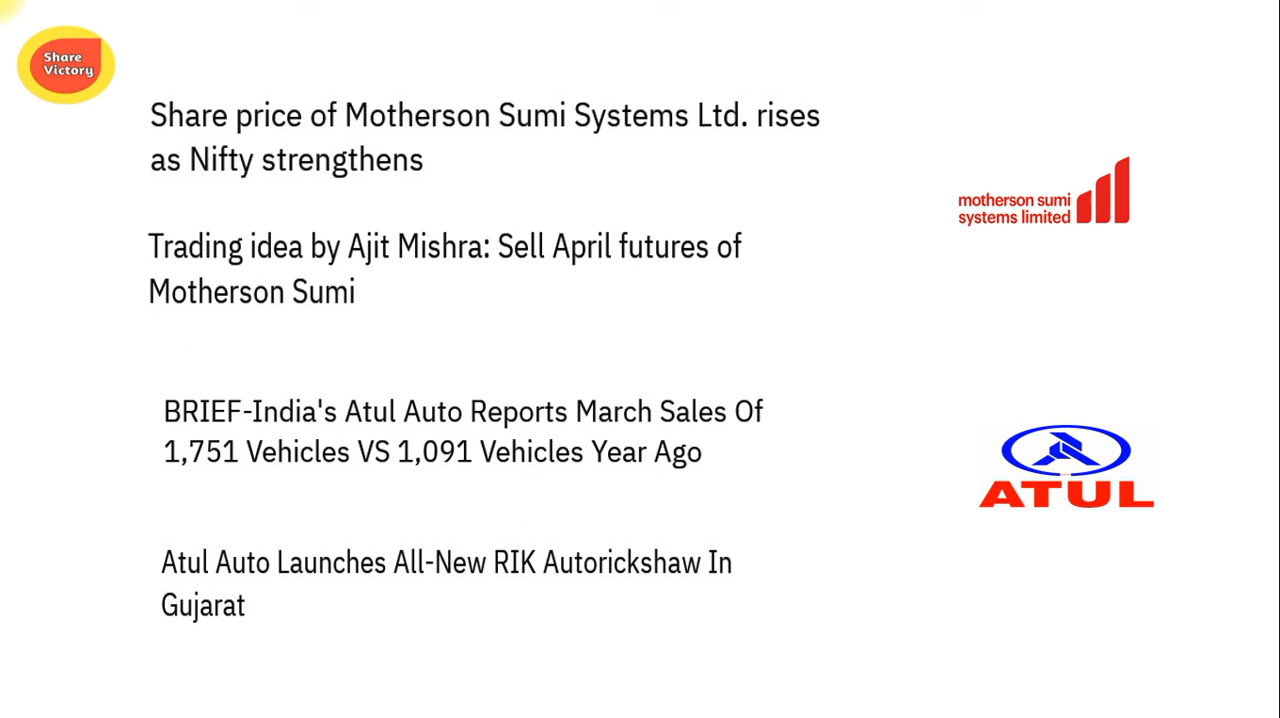 Share
Victory
Share price of Motherson Sumi Systems Ltd. rises
as Nifty strengthens
motherson sumi
systems limited
Trading idea by Ajit Mishra: Sell April futures of
Motherson Sumi
BRIEF-India's Atul Auto Reports March Sales Of
1,751 Vehicles VS 1,091 Vehicles Year Ago
ATUL
Atul Auto Launches All-New RIK Autorickshaw In
Gujarat